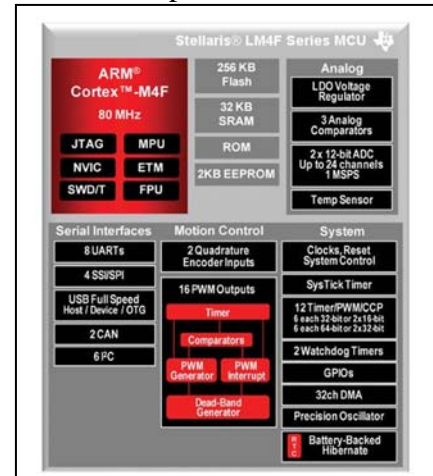 Stellaris® LM4F Series MCU
ARM®
Cortex™-M4F
80 MHz
JTAG
MPU
NVIC
ETM
SWD/T
FPU
256 KB
Flash
32 KB
SRAM
ROM
2KB EEPROM
Analog
LDO Voltage
Regulator
3 Analog
Comparators
2 x 12-bit ADC
Up to 24 channels
1 MSPS
Temp Sensor
Serial Interfaces
8 UARTs
4 SSI/SPI
USB Full Speed
Host / Device / OTG
2 CAN
6 I²C
Motion Control
2 Quadrature
Encoder Inputs
16 PWM Outputs
Timer
Comparators
PWM
Generator
PWM
Interrupt
Dead-Band
Generator
System
Clocks, Reset
System Control
SysTick Timer
12 Timer/PWM/CCP
6 each 32-bit or 2x16-bit
6 each 64-bit or 2x32-bit
2 Watchdog Timers
GPIOs
32ch DMA
Precision Oscillator
RTC
Battery-Backed
Hibernate